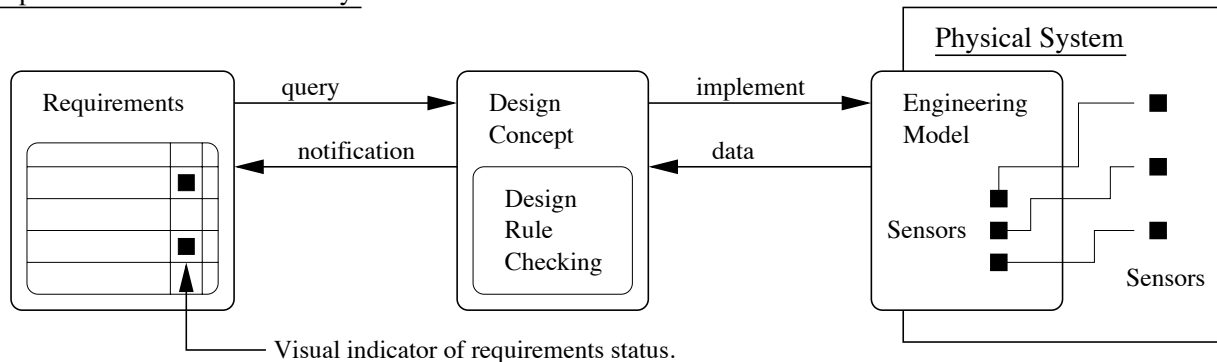 Physical System
Requirements
query
Design
Concept
implement
Engineering
Model
notification
data
Design
Rule
Checking
Sensors
Sensors
Visual indicator of requirements status.